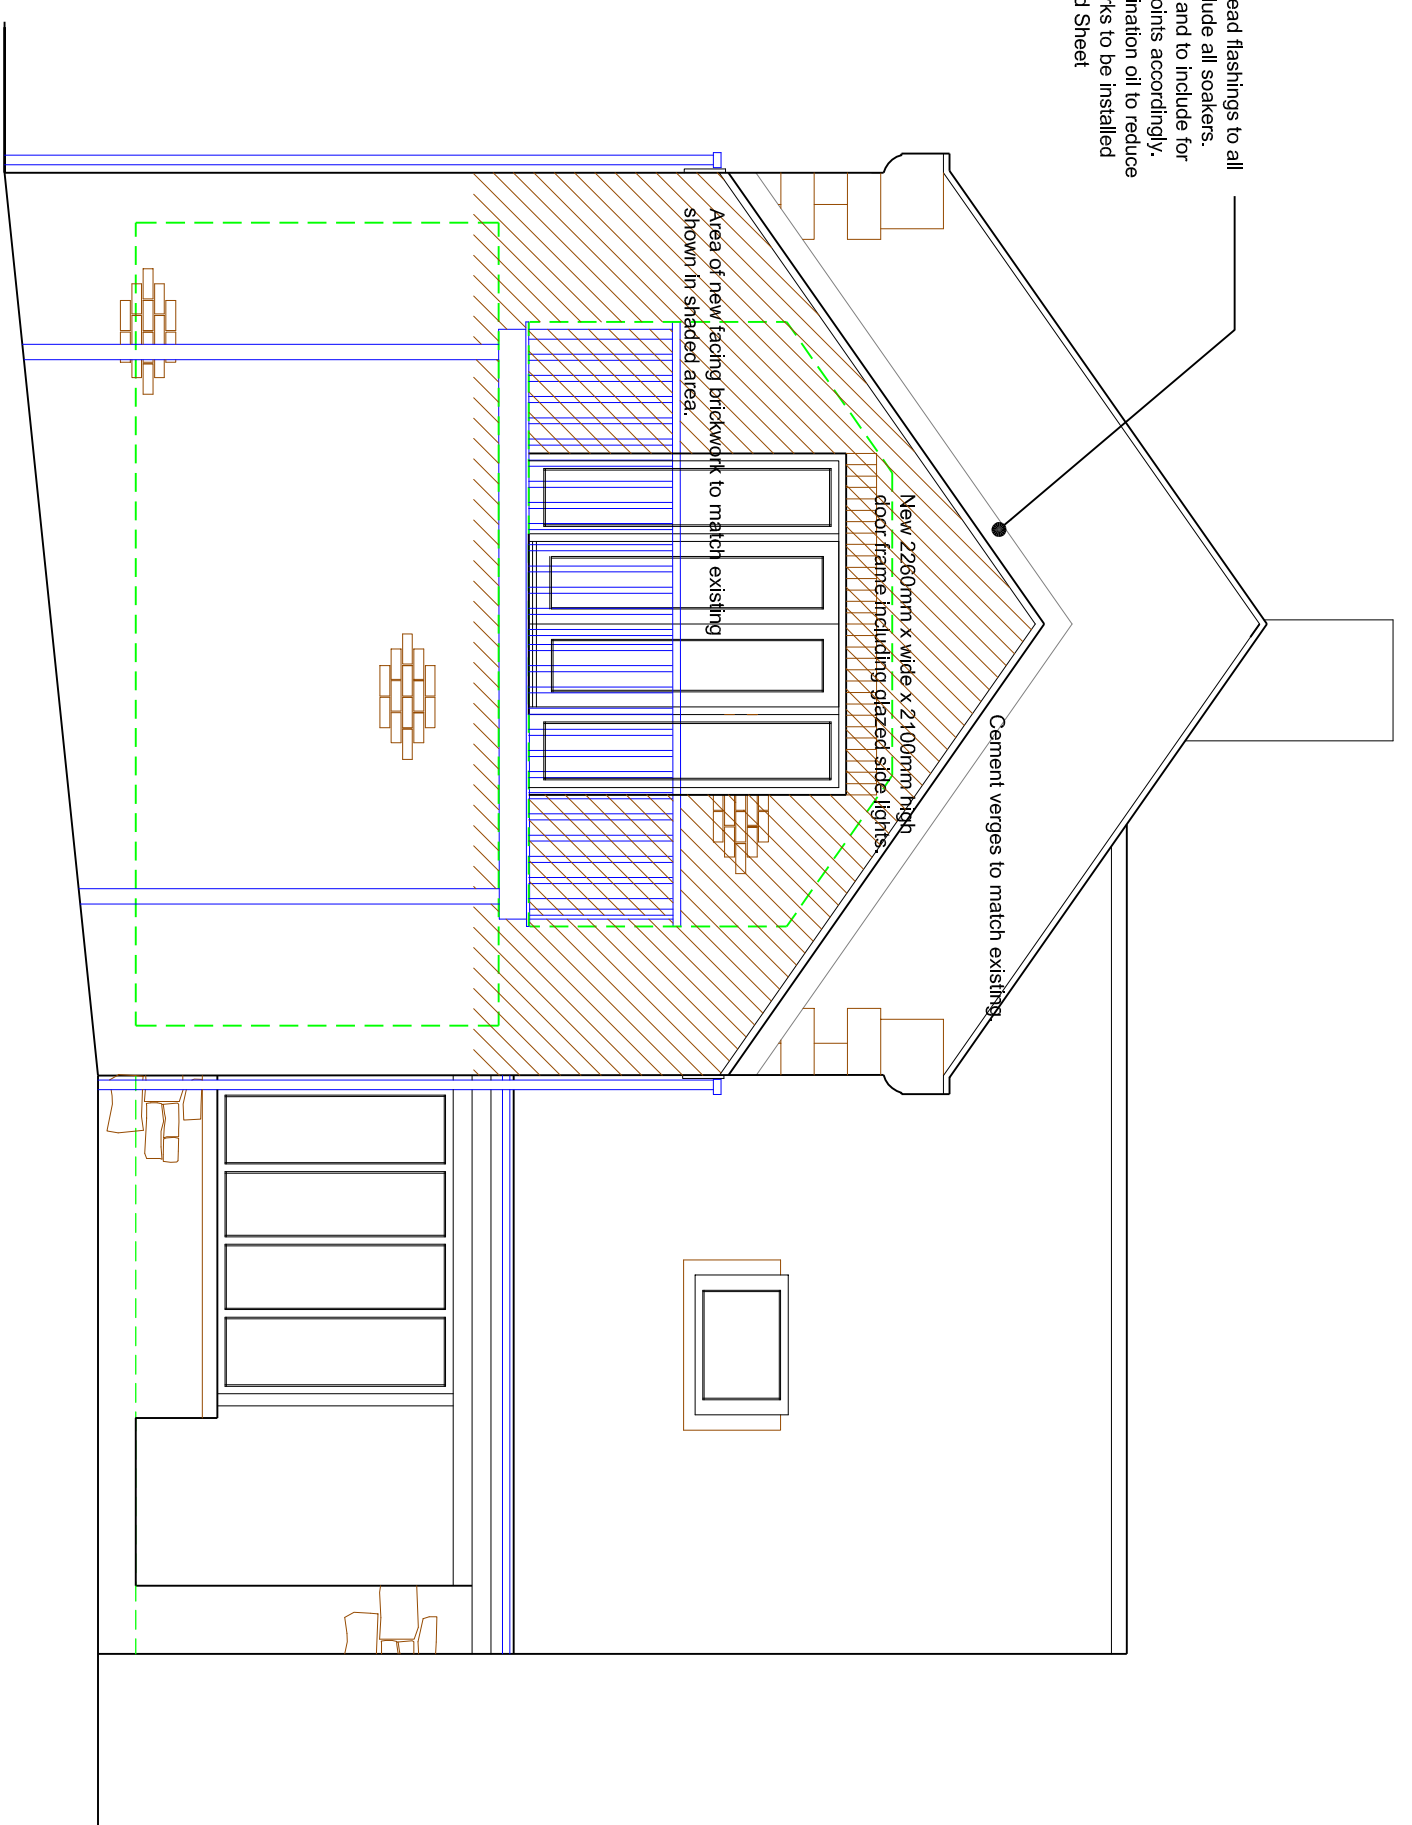 ead flashings to all
lude all soakers.
and to include for
oints accordingly.
ination oil to reduce
rks to be installed
d Sheet
Cement verges to match existing.
New 2260mm x wide x 2100mm high
door frame including glazed side lights.
Area of new facing brickwork to match existing
shown in shaded area.